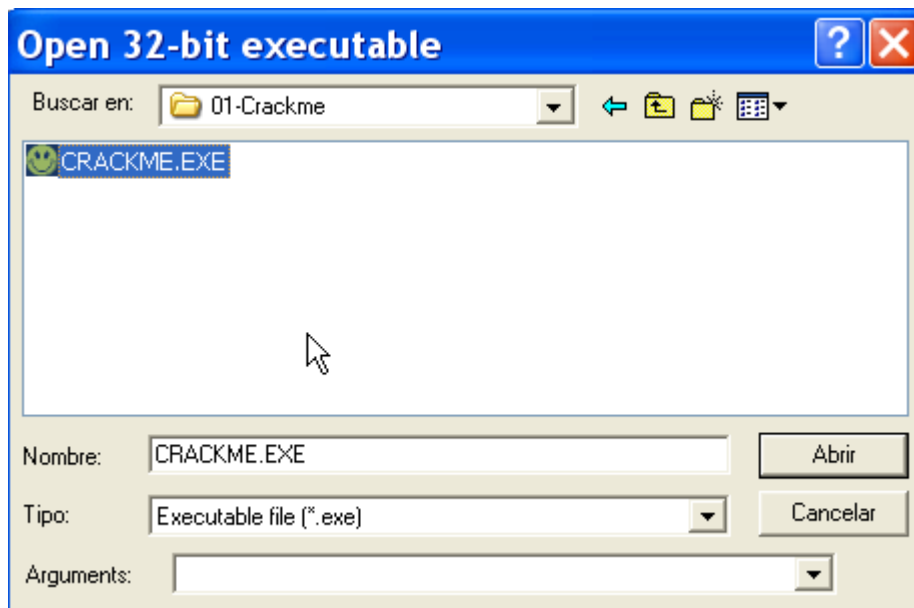 Open 32-bit executable
Buscar en: 01-Crackme
CRACKME.EXE
Nombre: CRACKME.EXE Abrir
Tipo: Executable file (*.exe) Cancelar
Arguments: